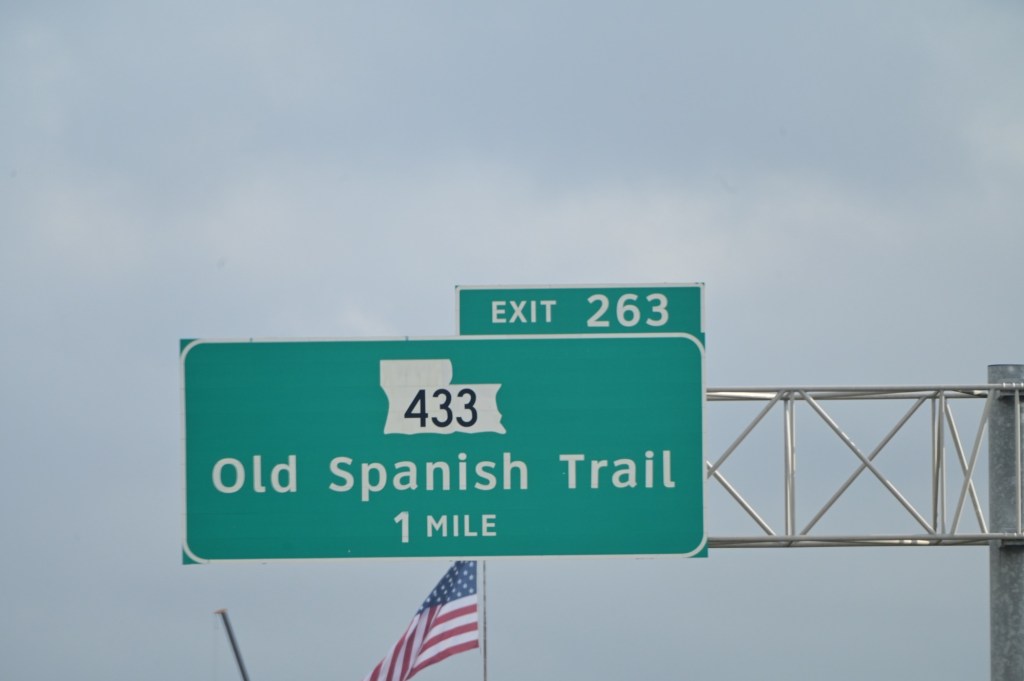 EXIT 263
433
Old Spanish Trail
1 MILE